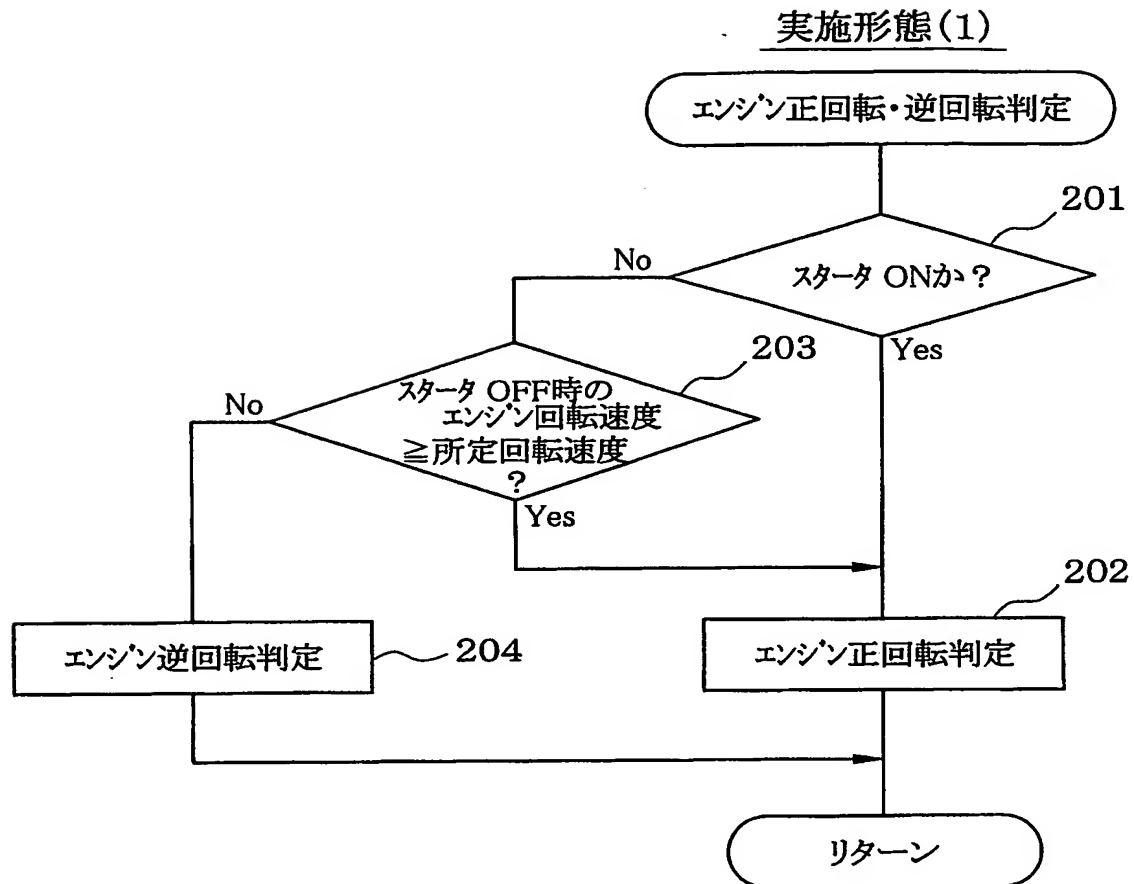 実施形態(1)
エンジン正回転・逆回転判定
201
スタータ ONか?
No
Yes
203
スタータ OFF時の
エンジン回転速度
≧所定回転速度
?
No
Yes
202
エンジン逆回転判定
204
エンジン正回転判定
リターン